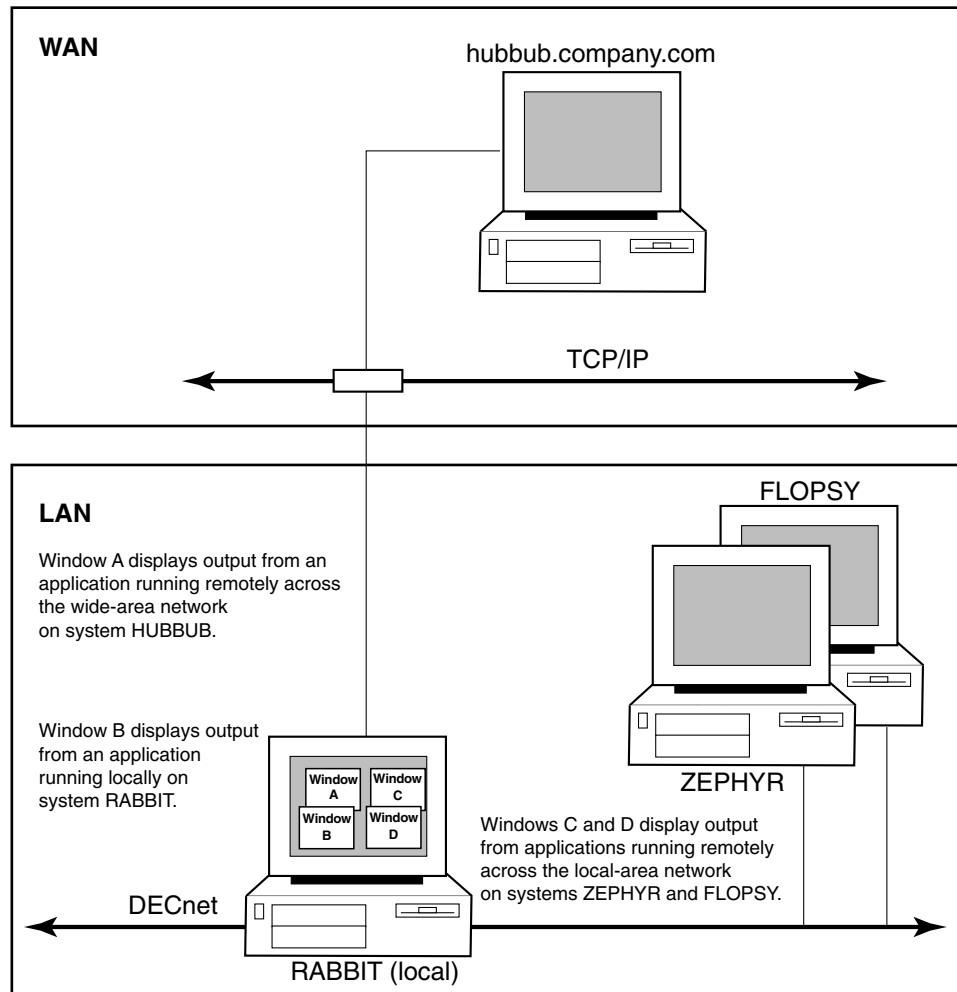 WAN
hubbub.company.com
TCP/IP
LAN
FLOPSY
Window A displays output from an
application running remotely across
the wide-area network
on system HUBBUB.
Window B displays output
from an application
running locally on
system RABBIT.
Window
A
Window
C
Window
B
Window
D
ZEPHYR
Windows C and D display output
from applications running remotely
across the local-area network
on systems ZEPHYR and FLOPSY.
DECnet
RABBIT (local)